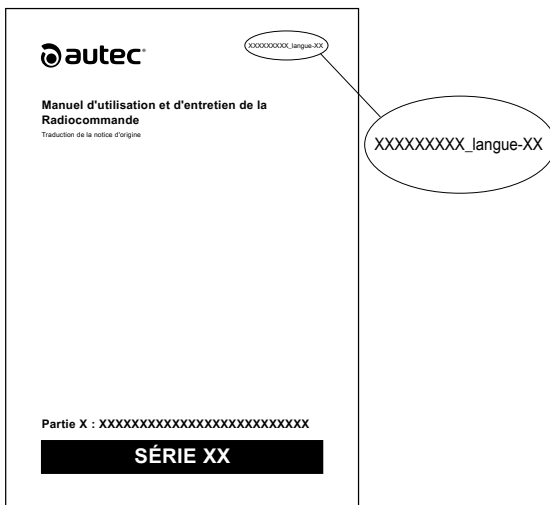 autec
XXXXXXXXX_langue-XX
Manuel d'utilisation et d'entretien de la
Radiocommande
Traduction de la notice d'origine
XXXXXXXXX_langue-XX
Partie X : XXXXXXXXXXXXXXXXXXXXXXXXXX
SÉRIE XX